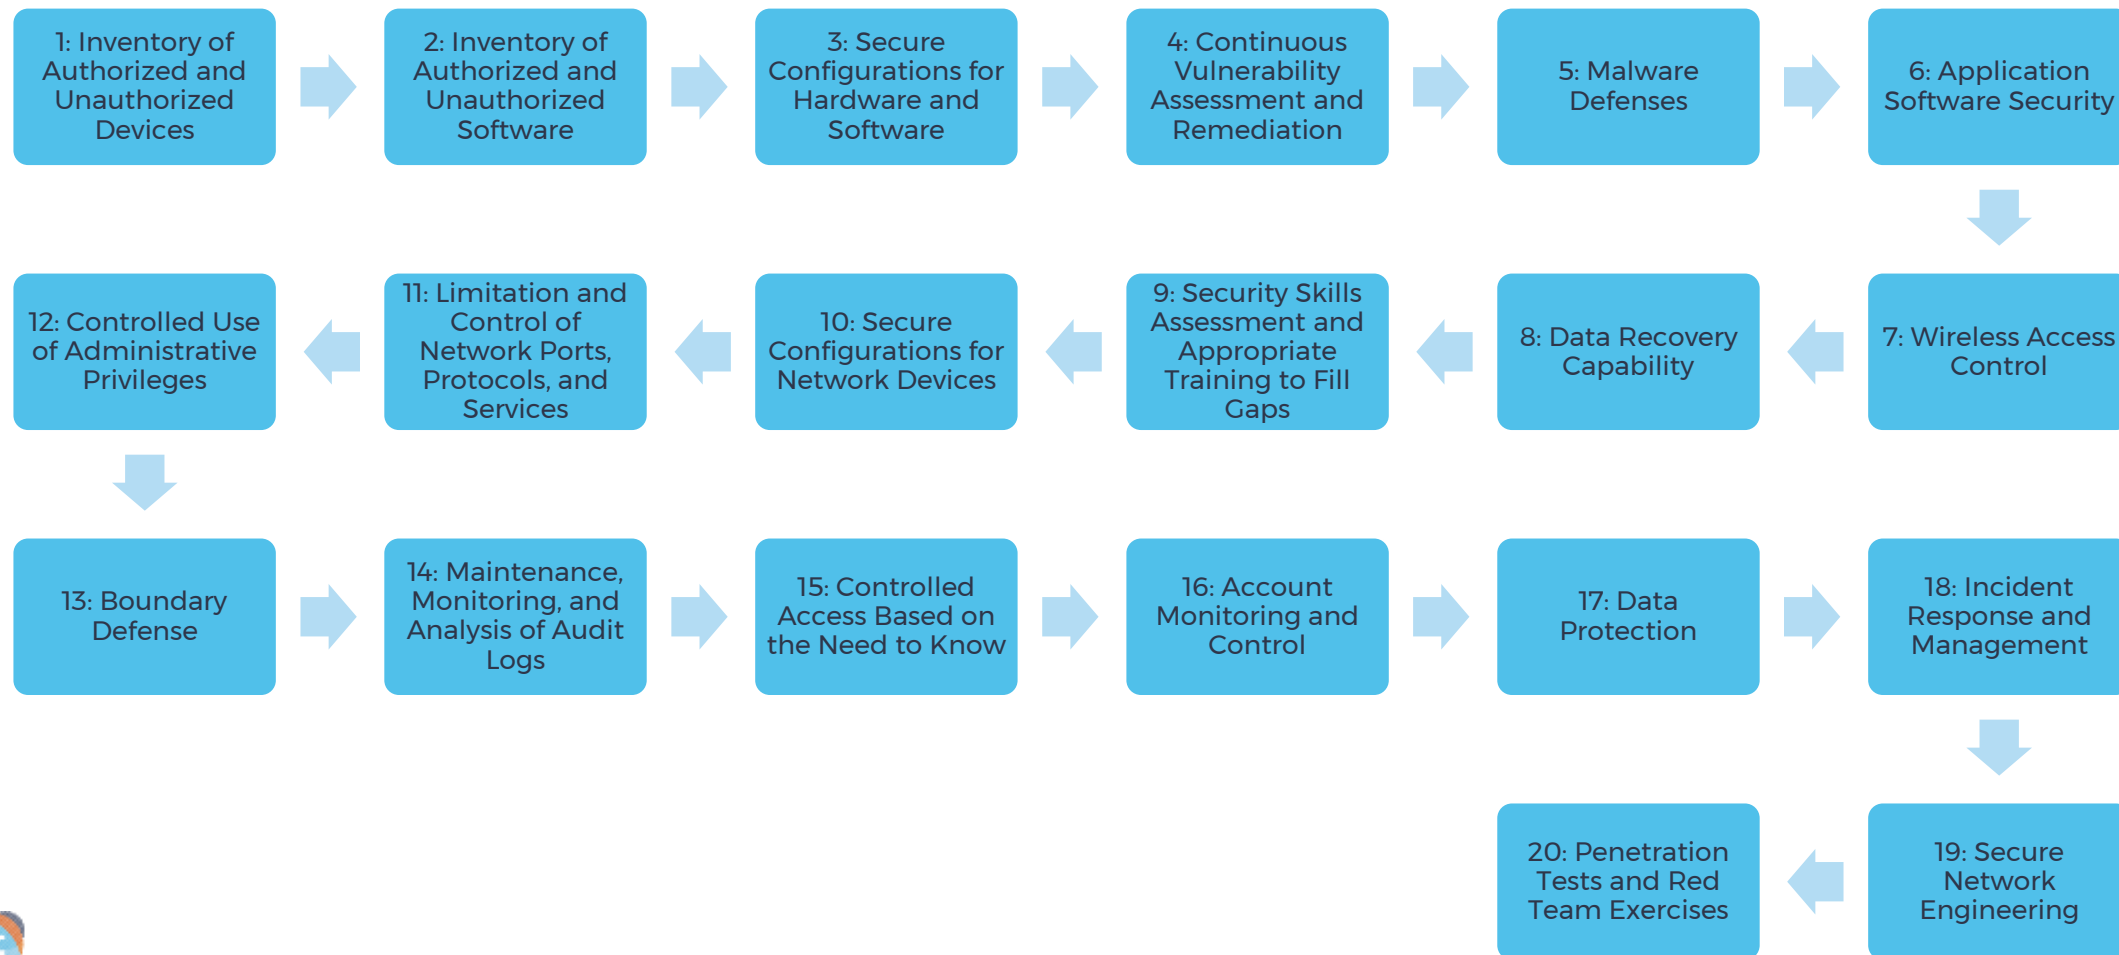 1: Inventory of
Authorized and
Unauthorized
Devices
2: Inventory of
Authorized and
Unauthorized
Software
3: Secure
Configurations for
Hardware and
Software
4: Continuous
Vulnerability
Assessment and
Remediation
5: Malware
Defenses
6: Application
Software Security
7: Wireless Access
Control
8: Data Recovery
Capability
9: Security Skills
Assessment and
Appropriate
Training to Fill
Gaps
10: Secure
Configurations for
Network Devices
11: Limitation and
Control of
Network Ports,
Protocols, and
Services
12: Controlled Use
of Administrative
Privileges
13: Boundary
Defense
14: Maintenance,
Monitoring, and
Analysis of Audit
Logs
15: Controlled
Access Based on
the Need to Know
16: Account
Monitoring and
Control
17: Data
Protection
18: Incident
Response and
Management
19: Secure
Network
Engineering
20: Penetration
Tests and Red
Team Exercises